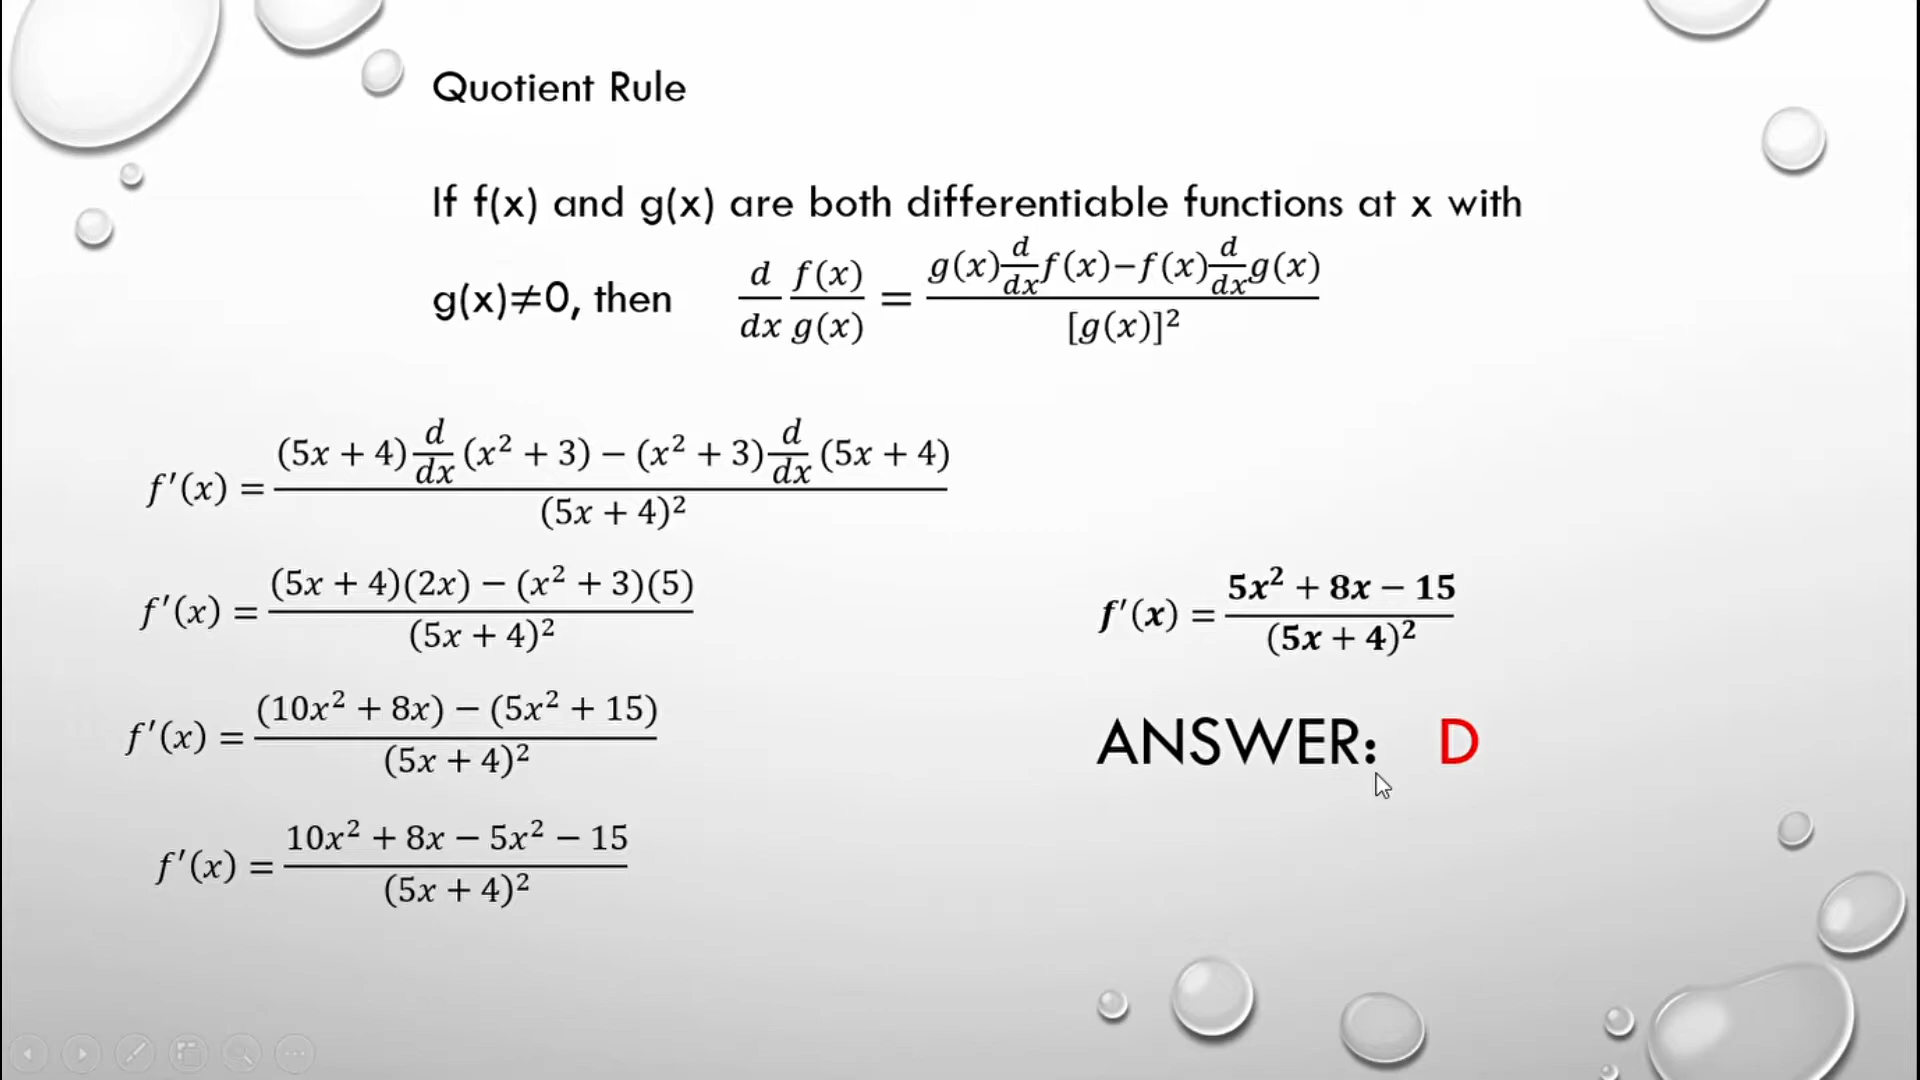 Quotient Rule
If f(x) and g(x) are both differentiable functions at x with
g(x)≠0, then d/dx f(x)/g(x) = (g(x) d/dx f(x)−f(x) d/dx g(x))/[g(x)]²
f′(x) = ((5x + 4) d/dx (x² + 3) − (x² + 3) d/dx (5x + 4))/(5x + 4)²
f′(x) = ((5x + 4)(2x) − (x² + 3)(5))/(5x + 4)²
f′(x) = ((10x² + 8x) − (5x² + 15))/(5x + 4)²
f′(x) = (10x² + 8x − 5x² − 15)/(5x + 4)²
f′(x) = (5x² + 8x − 15)/(5x + 4)²
ANSWER: D